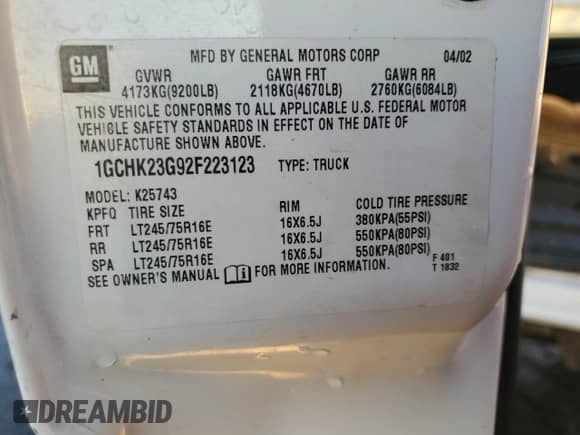 GM MFD BY GENERAL MOTORS CORP 04/02
GVWR GAWR FRT GAWR RR
4173KG(9200LB) 2118KG(4670LB) 2760KG(6084LB)
THIS VEHICLE CONFORMS TO ALL APPLICABLE U.S. FEDERAL MOTOR
VEHICLE SAFETY STANDARDS IN EFFECT ON THE DATE OF
MANUFACTURE SHOWN ABOVE.
1GCHK23G92F223123 TYPE: TRUCK
MODEL: K25743
KPFQ TIRE SIZE RIM COLD TIRE PRESSURE
FRT LT245/75R16E 16X6.5J 380KPA(55PSI)
RR LT245/75R16E 16X6.5J 550KPA(80PSI)
SPA LT245/75R16E 16X6.5J 550KPA(80PSI)
SEE OWNER'S MANUAL FOR MORE INFORMATION. F 401
T 1832
DREAMBID